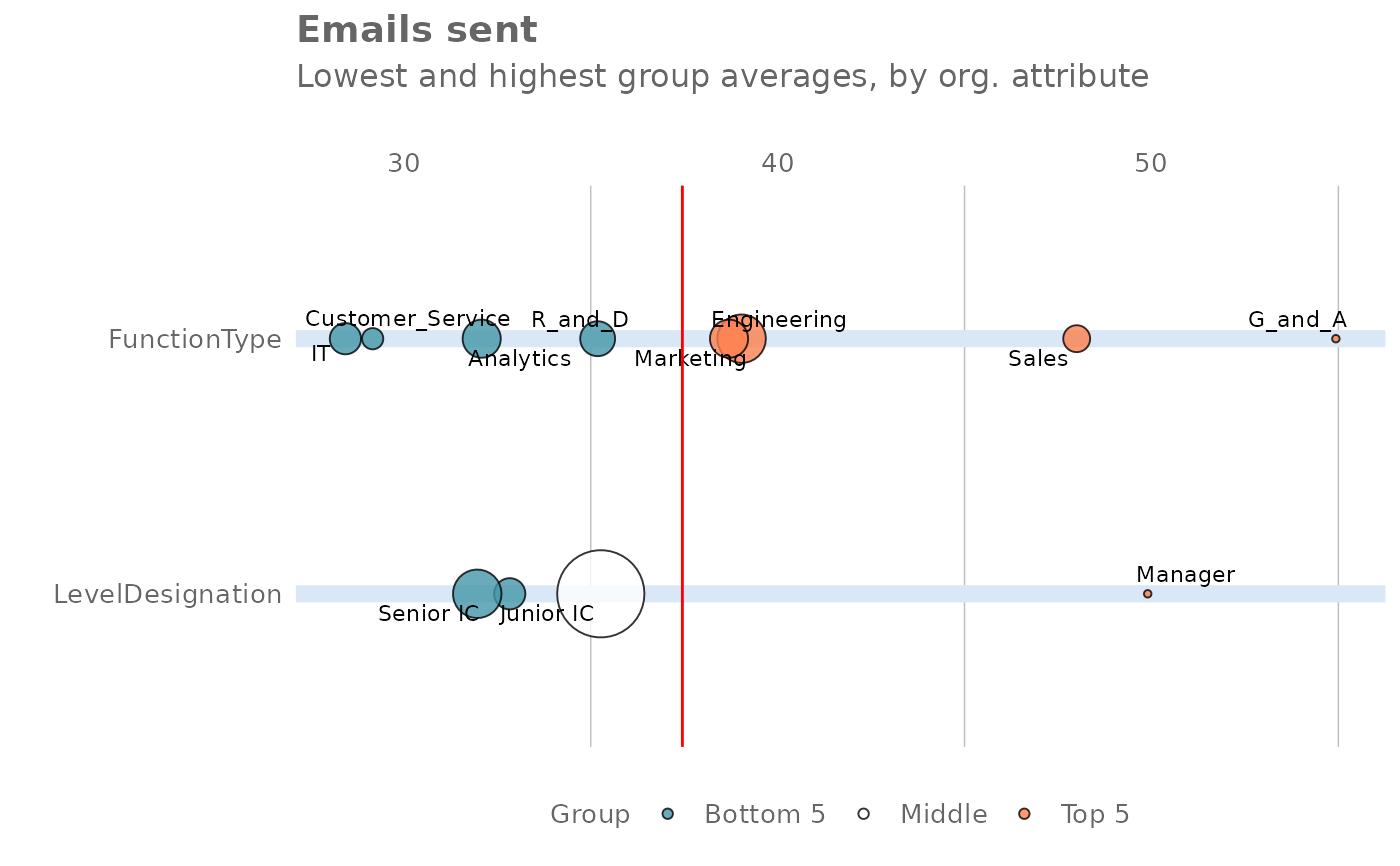 Emails sent
Lowest and highest group averages, by org. attribute
30 40 50
Customer_Service R_and_D Engineering G_and_A
FunctionType
IT Analytics Marketing Sales
Manager
LevelDesignation
Senior IC Junior IC
Group Bottom 5 Middle Top 5